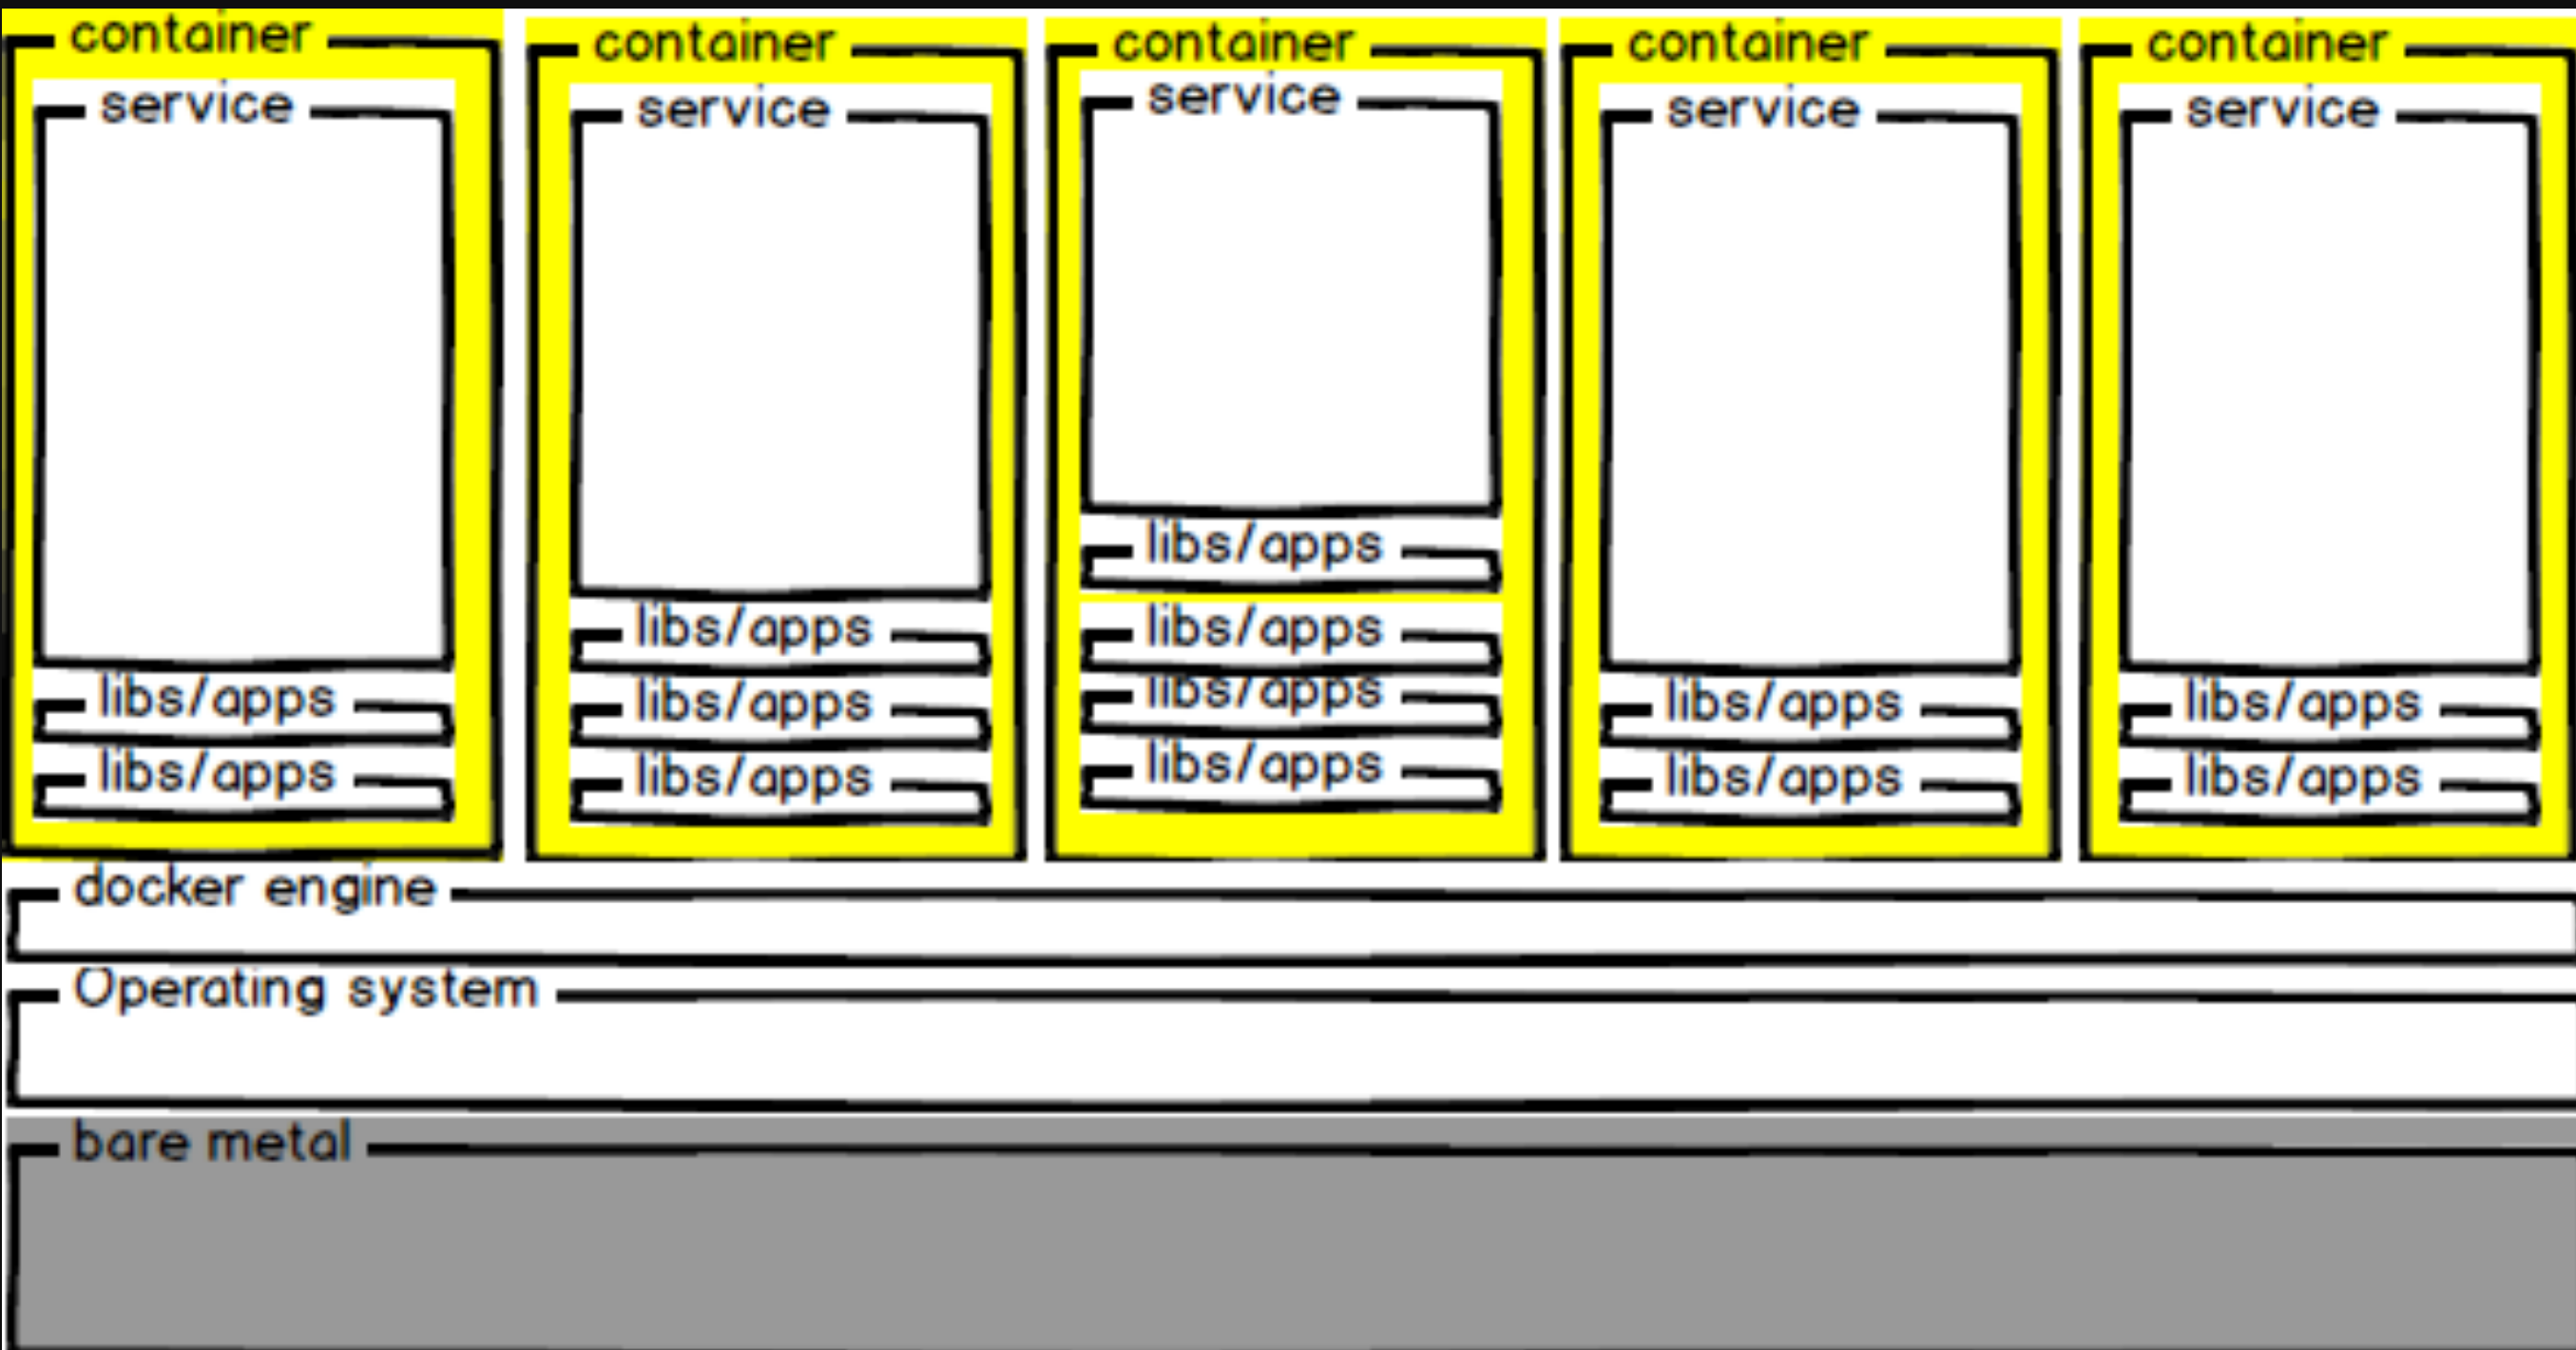 container
service
libs/apps
libs/apps
container
service
libs/apps
libs/apps
libs/apps
container
service
libs/apps
libs/apps
libs/apps
libs/apps
container
service
libs/apps
libs/apps
container
service
libs/apps
libs/apps
docker engine
Operating system
bare metal